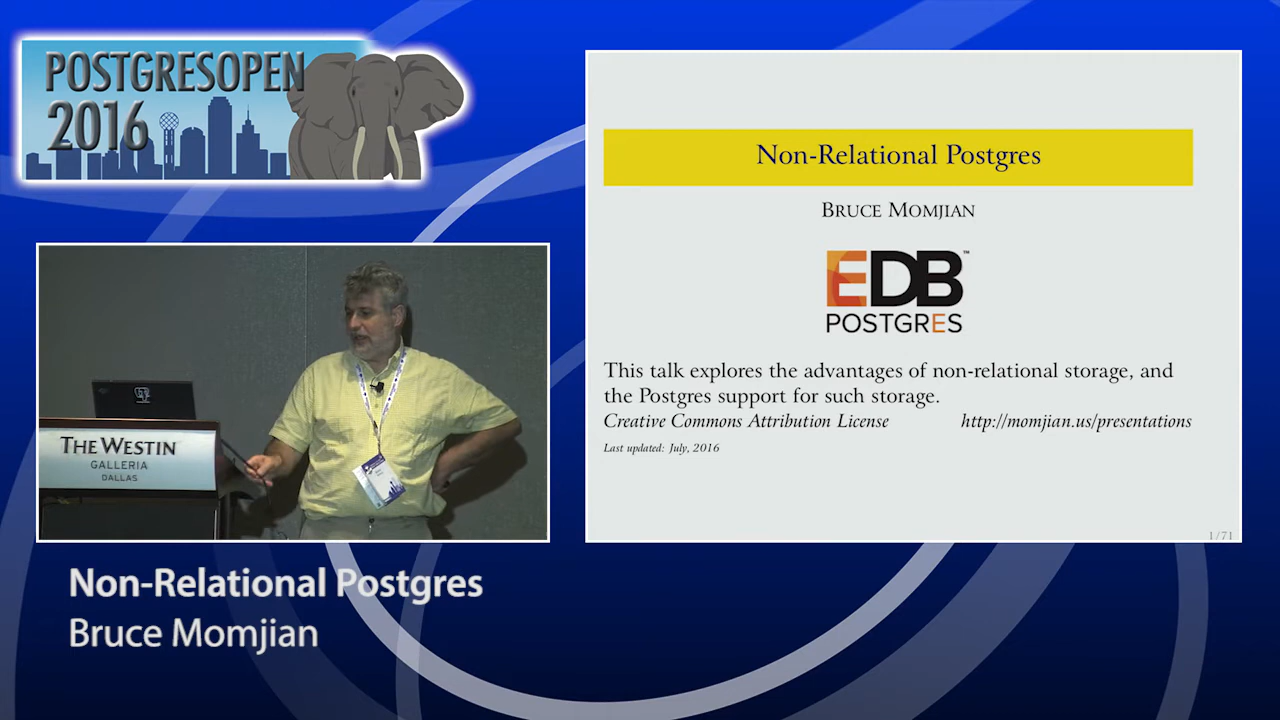 POSTGRESOPEN
2016
Non-Relational Postgres
BRUCE MOMJIAN
EDB™
POSTGRES
This talk explores the advantages of non-relational storage, and
the Postgres support for such storage.
Creative Commons Attribution License http://momjian.us/presentations
Last updated: July, 2016
1/71
THE WESTIN
GALLERIA
DALLAS
Non-Relational Postgres
Bruce Momjian